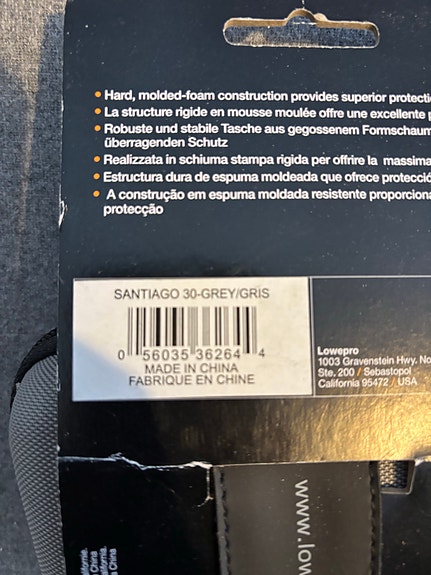 • Hard, molded-foam construction provides superior
• La structure rigide en mousse moulée offre une excellente
• Robuste und stabile Tasche aus gegossenem Formschaum
überragenden Schutz
• Realizzata in schiuma stampa rigida per offrire la massima
• Estructura dura de espuma moldeada que ofrece
• A construção em espuma moldada resistente
protecção
SANTIAGO 30-GREY/GRIS
0 56035 36264 4
MADE IN CHINA
FABRIQUE EN CHINE
Lowepro
1003 Gravenstein Hwy. No
Ste. 200 / Sebastopol
California 95472 / USA
www.low
China
China